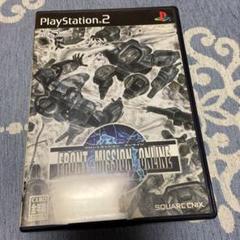 PlayStation.2
FRONT MISSION ONLINE
SQUARE ENIX